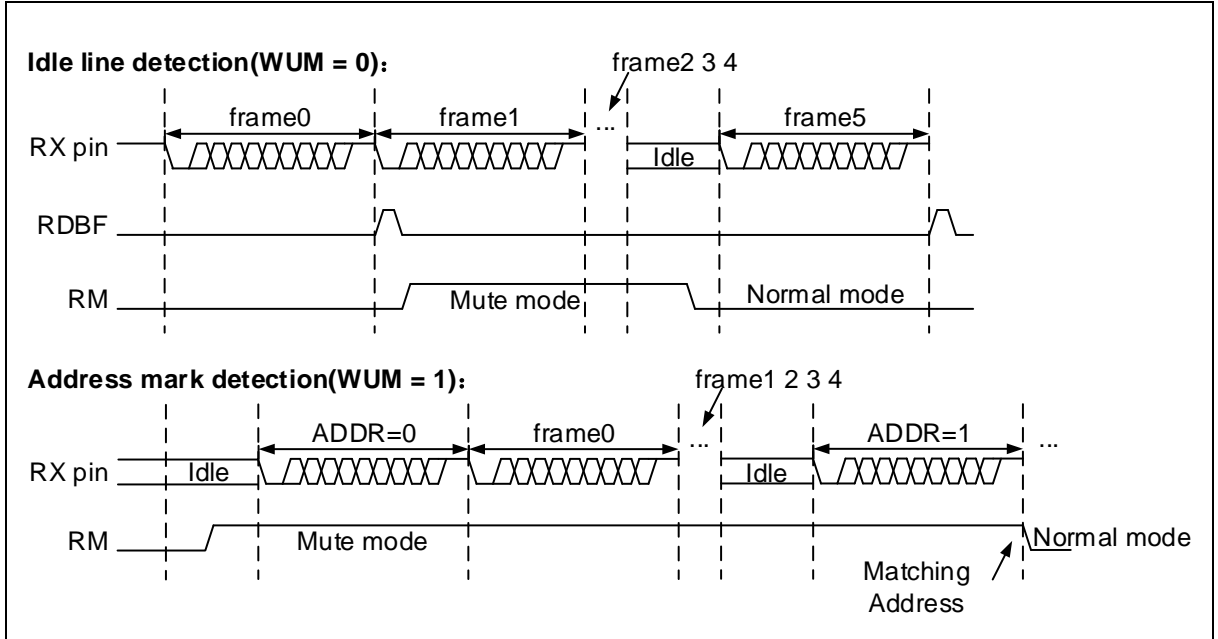 Idle line detection(WUM = 0)：
frame2 3 4
frame0 frame1 ... frame5
RX pin Idle
RDBF
RM Mute mode Normal mode
Address mark detection(WUM = 1)：
frame1 2 3 4
ADDR=0 frame0 ... ADDR=1 ...
RX pin Idle Idle
RM Mute mode Normal mode
Matching
Address